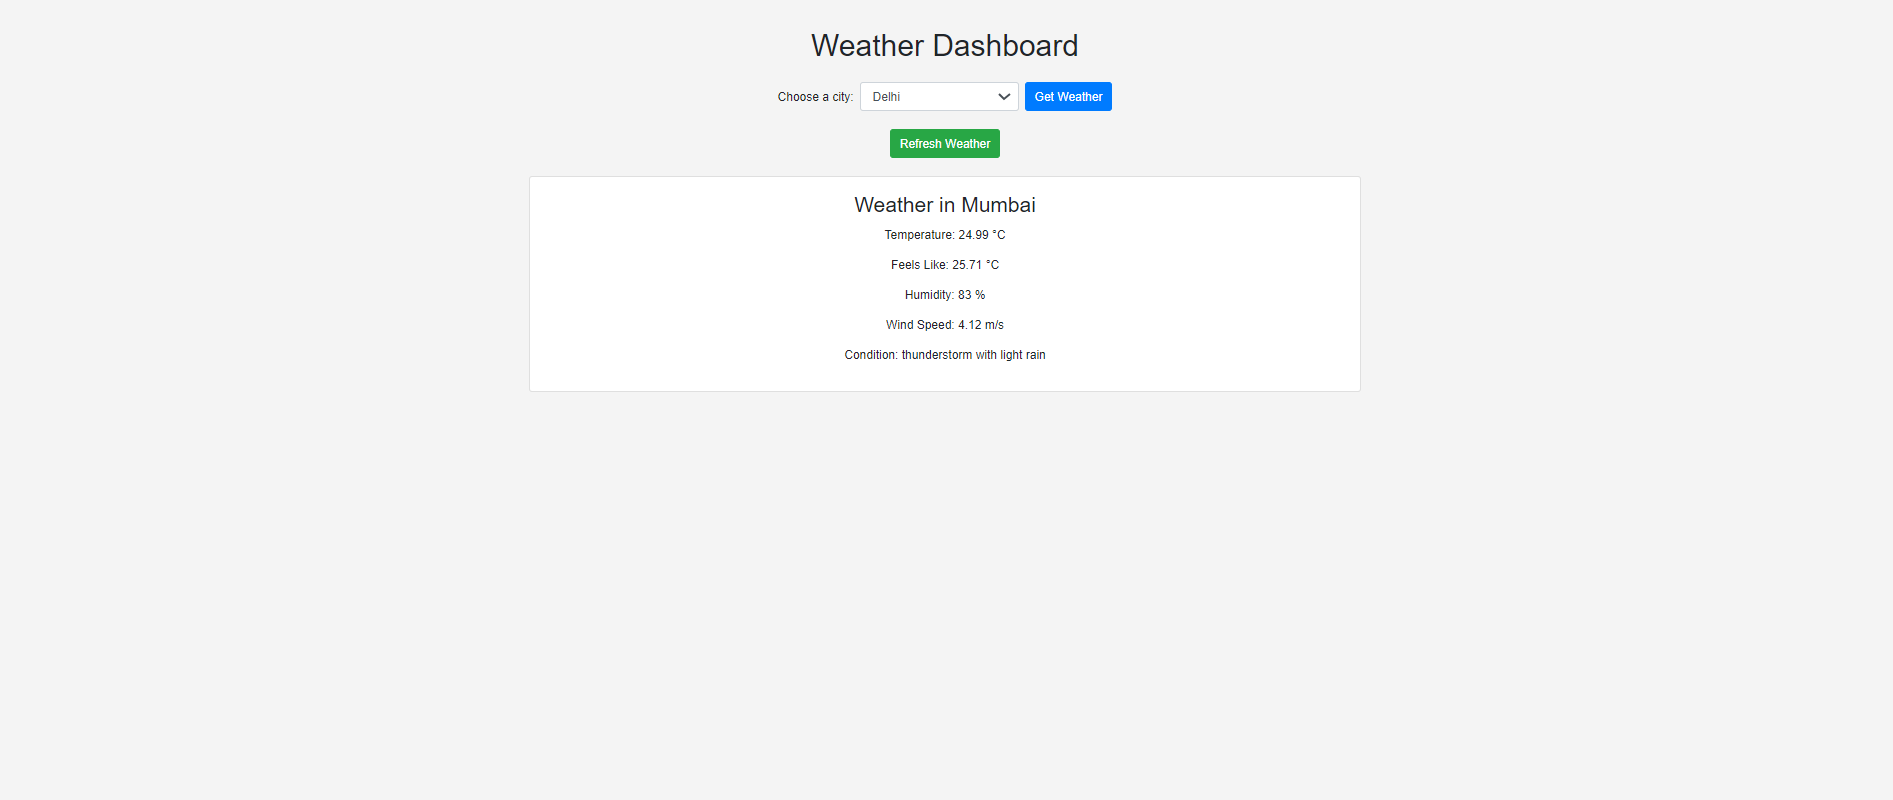 Weather Dashboard
Choose a city: Delhi Get Weather
Refresh Weather
Weather in Mumbai
Temperature: 24.99 °C
Feels Like: 25.71 °C
Humidity: 83 %
Wind Speed: 4.12 m/s
Condition: thunderstorm with light rain